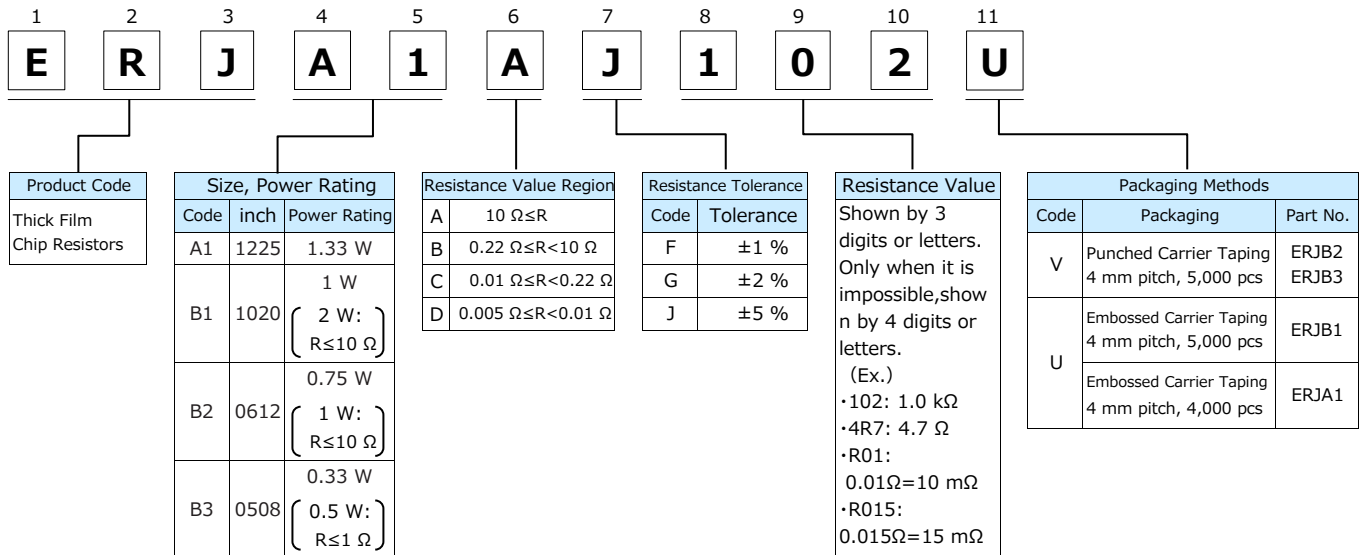 1 2 3 4 5 6 7 8 9 10 11
E R J A 1 A J 1 0 2 U
Product Code
Thick Film
Chip Resistors
Size, Power Rating
Code inch Power Rating
A1 1225 1.33 W
B1 1020 1 W
2 W:
R≤10 Ω
B2 0612 0.75 W
1 W:
R≤10 Ω
B3 0508 0.33 W
0.5 W:
R≤1 Ω
Resistance Value Region
A 10 Ω≤R
B 0.22 Ω≤R<10 Ω
C 0.01 Ω≤R<0.22 Ω
D 0.005 Ω≤R<0.01 Ω
Resistance Tolerance
Code Tolerance
F ±1 %
G ±2 %
J ±5 %
Resistance Value
Shown by 3
digits or letters.
Only when it is
impossible,show
n by 4 digits or
letters.
(Ex.)
・102: 1.0 kΩ
・4R7: 4.7 Ω
・R01:
0.01Ω=10 mΩ
・R015:
0.015Ω=15 mΩ
Packaging Methods
Code Packaging Part No.
V Punched Carrier Taping ERJB2
4 mm pitch, 5,000 pcs ERJB3
U Embossed Carrier Taping
4 mm pitch, 5,000 pcs ERJB1
Embossed Carrier Taping
4 mm pitch, 4,000 pcs ERJA1